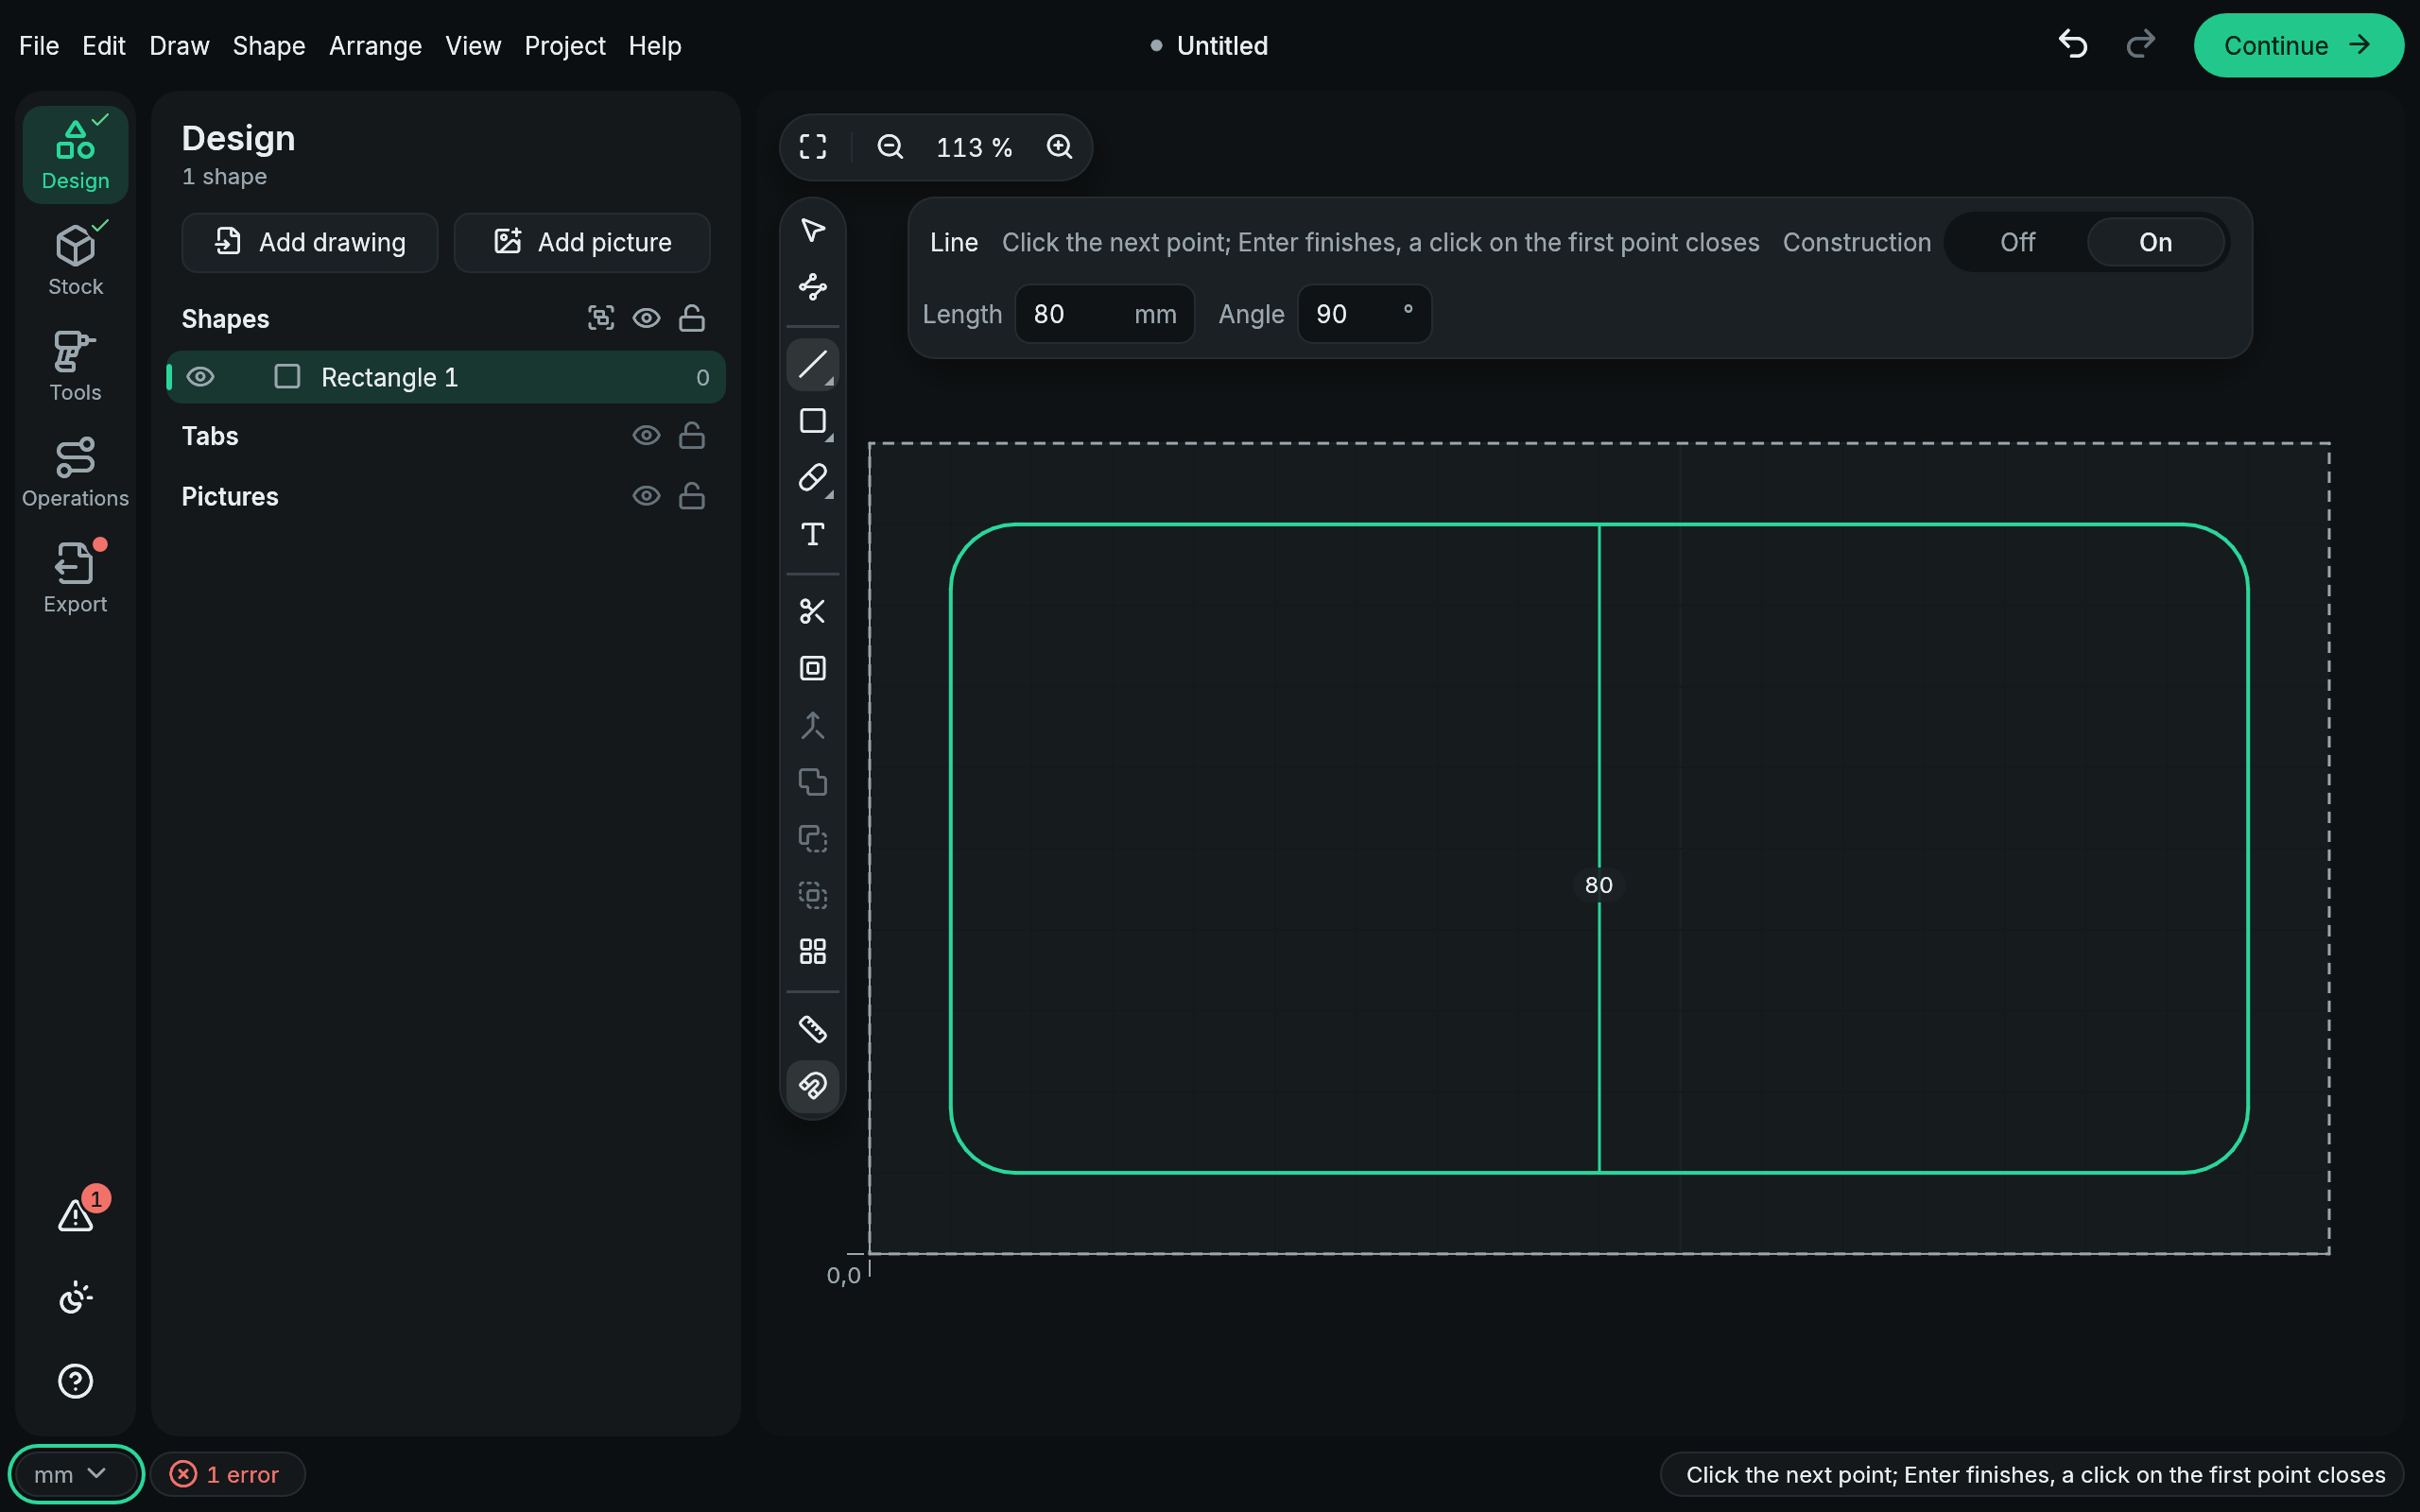 File Edit Draw Shape Arrange View Project Help
Untitled
Continue
Design
Stock
Tools
Operations
Export
1
Design
1 shape
Add drawing Add picture
Shapes
Rectangle 1 0
Tabs
Pictures
113 %
Line Click the next point; Enter finishes, a click on the first point closes Construction Off On
Length 80 mm Angle 90 °
80
0,0
mm 1 error
Click the next point; Enter finishes, a click on the first point closes